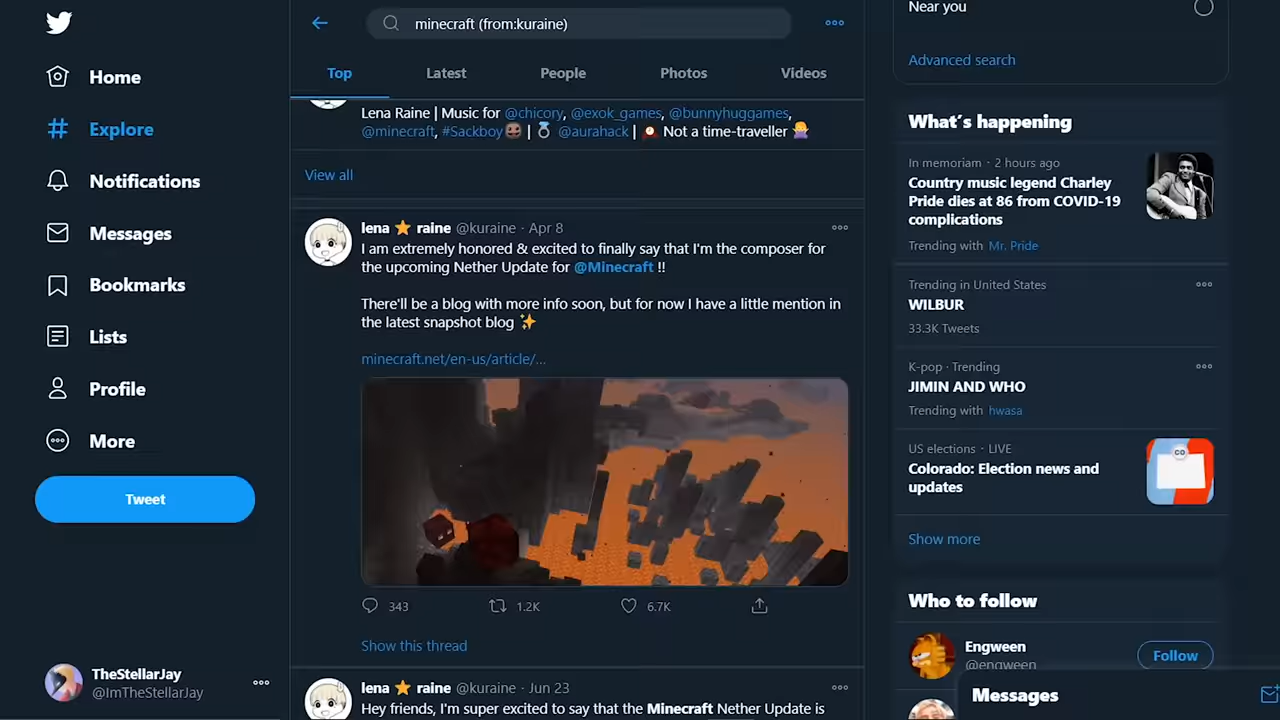 minecraft (from:kuraine)
Home
Explore
Notifications
Messages
Bookmarks
Lists
Profile
More
Tweet
TheStellarJay
@ImTheStellarJay
Top
Latest
People
Photos
Videos
Lena Raine | Music for @chicory, @exok_games, @bunnyhuggames,
@minecraft, #Sackboy | @aurahack | Not a time-traveller
View all
lena ⭐ raine @kuraine · Apr 8
I am extremely honored & excited to finally say that I'm the composer for
the upcoming Nether Update for @Minecraft !!
There'll be a blog with more info soon, but for now I have a little mention in
the latest snapshot blog ✨
minecraft.net/en-us/article/...
343
1.2K
6.7K
Show this thread
lena ⭐ raine @kuraine · Jun 23
Hey friends, I'm super excited to say that the Minecraft Nether Update is
Near you
Advanced search
What's happening
In memoriam · 2 hours ago
Country music legend Charley
Pride dies at 86 from COVID-19
complications
Trending with Mr. Pride
Trending in United States
WILBUR
33.3K Tweets
K-pop · Trending
JIMIN AND WHO
Trending with hwasa
US elections · LIVE
Colorado: Election news and
updates
CO
Show more
Who to follow
Engween
@engween
Follow
Messages